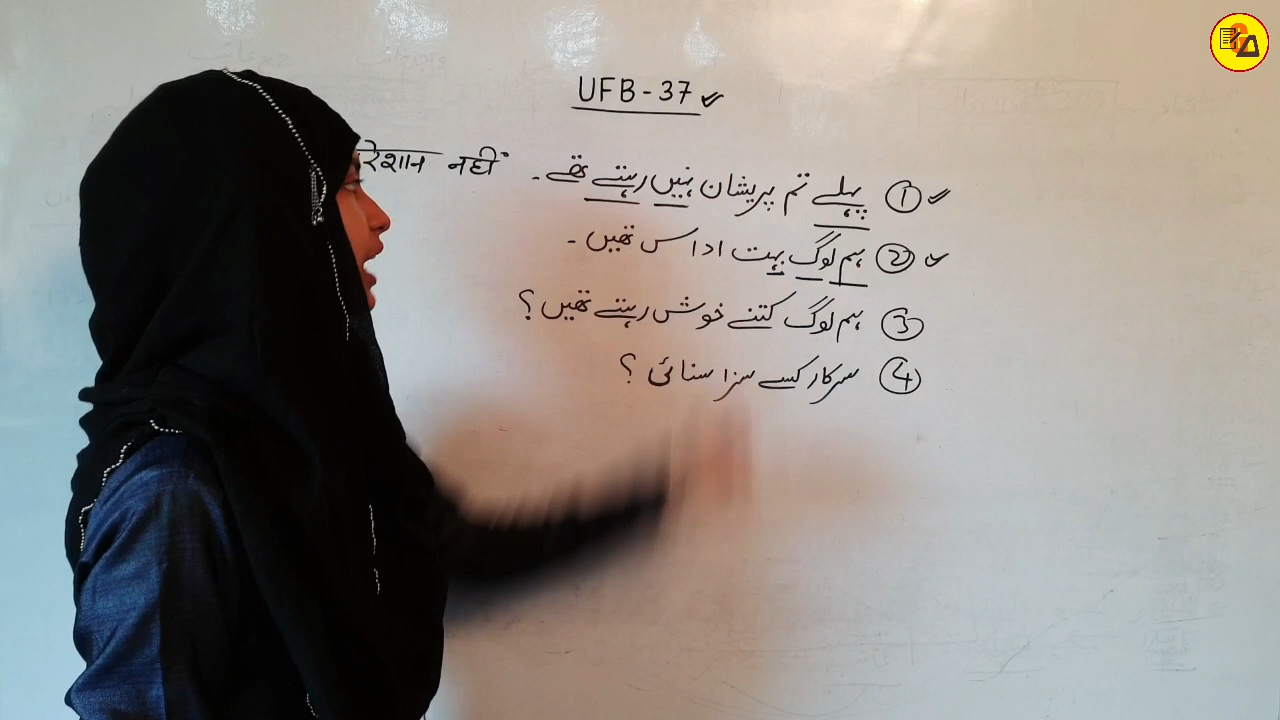 UFB-37 ✓
① پہلے تم پریشان نہیں رہتے تھے۔ ✓
रेशान नहीं
② ہم لوگ بہت اداس تھیں۔ ✓
③ ہم لوگ کتنے خوش رہتے تھیں؟
④ سرکار کسے سزا سنائی؟